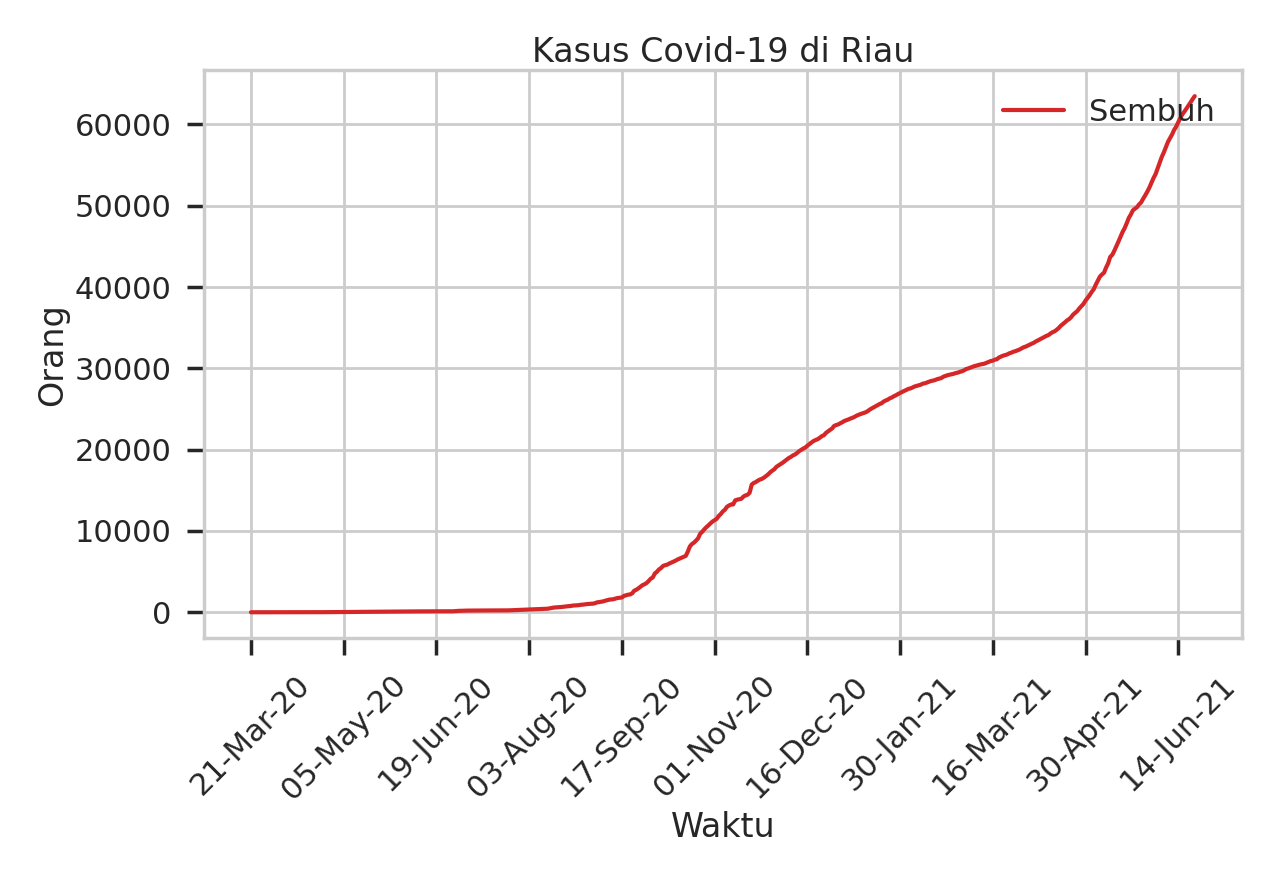 Kasus Covid-19 di Riau
Sembuh
Orang
60000
50000
40000
30000
20000
10000
0
21-Mar-20
05-May-20
19-Jun-20
03-Aug-20
17-Sep-20
01-Nov-20
16-Dec-20
30-Jan-21
16-Mar-21
30-Apr-21
14-Jun-21
Waktu